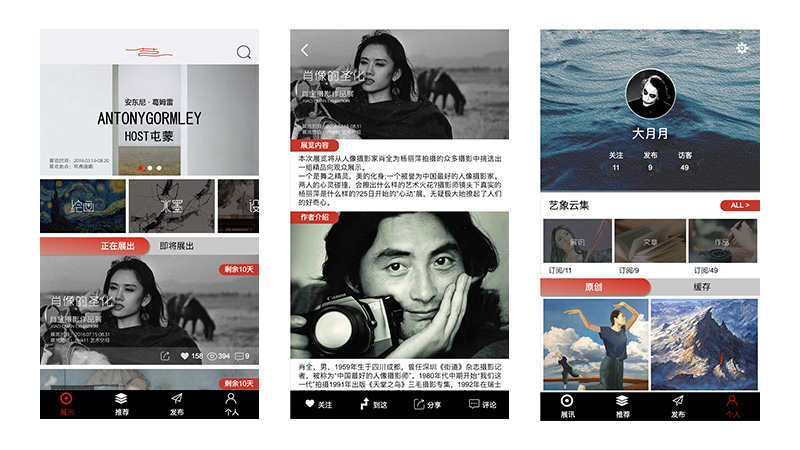 安东尼·葛姆雷
ANTONYGORMLEY
HOST屯蒙
展览时间：2016.03.19-08.20
绘画
水墨
设
正在展出
即将展出
剩余10天
肖像的圣化
肖全摄影作品展
XIAO QUAN EXHIBITION
展览时间：2016.07.15-08.31
158
394
9
剩余10天
展讯
推荐
发布
个人
肖像的圣化
肖全摄影作品展
XIAO QUAN EXHIBITION
展览内容
本次展览将从人像摄影家肖全为杨丽萍拍摄的众多摄影中挑选出
一组精品向观众展示。
一个是舞之精灵，美的化身;一个被誉为中国最好的人像摄影家。
两人的心灵碰撞，会擦出什么样的艺术火花?摄影师镜头下真实的
杨丽萍是什么样的?25日开始的“心动”展，无疑极大地撩起了人们
的好奇心。
作者介绍
肖全，男，1959年生于四川成都，曾任深圳《街道》杂志摄影记
者，被称为“中国最好的人像摄影师”。1980年代中期开始“我们这
一代”拍摄1991年出版《天堂之鸟》三毛摄影专集，1992年在瑞士
关注
到这
分享
评论
大月月
关注
发布
访客
11
9
49
艺象云集
ALL >
展讯
文章
作品
订阅/11
订阅/9
订阅/49
原创
缓存
展讯
推荐
发布
个人